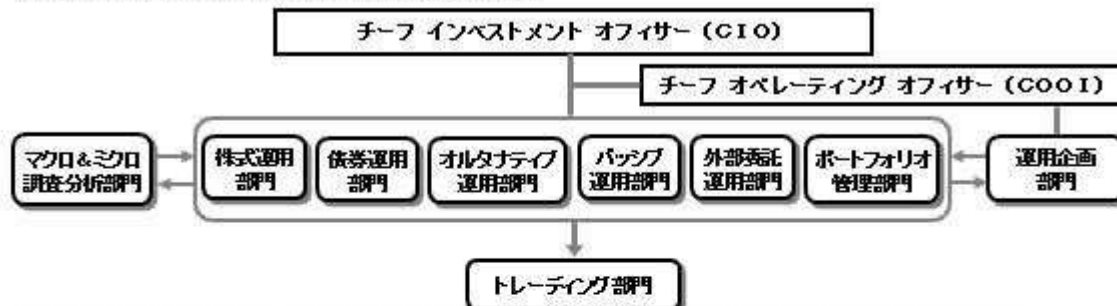 チーフ インベストメント オフィサー (CIO)
チーフ オペレーティング オフィサー (COOI)
マクロ&ミクロ
調査分析部門
株式運用
部門
債券運用
部門
オルタナティブ
運用部門
パッシブ
運用部門
外部委託
運用部門
ポートフォリオ
管理部門
運用企画
部門
トレーディング部門